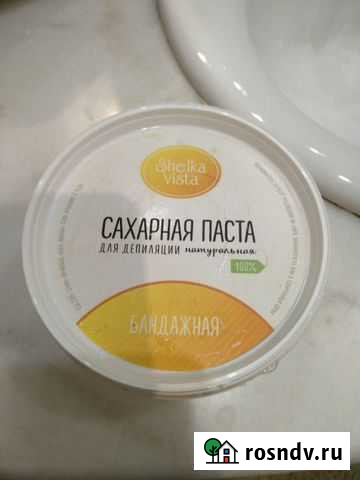 Shelka
vista
САХАРНАЯ ПАСТА
ДЛЯ ДЕПИЛЯЦИИ натуральная
100%
БАНДАЖНАЯ
rosndv.ru